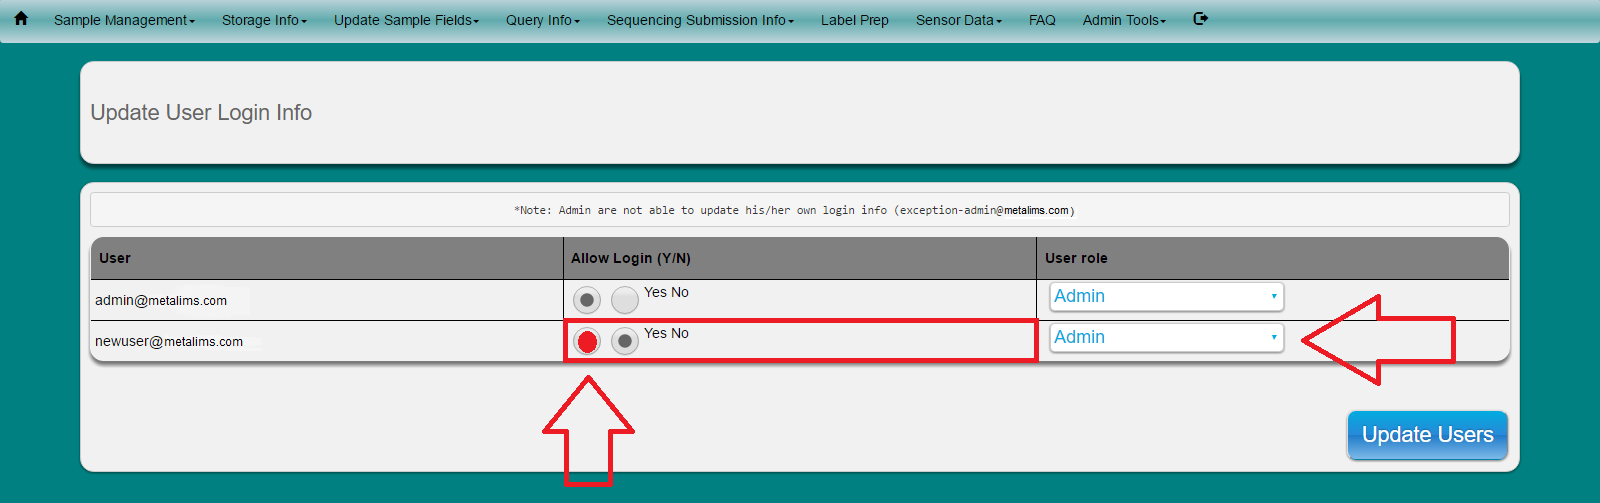 Sample Management Storage Info Update Sample Fields Query Info Sequencing Submission Info Label Prep Sensor Data FAQ Admin Tools
Update User Login Info
*Note: Admin are not able to update his/her own login info (exception-admin@metalims.com)
User Allow Login (Y/N) User role
admin@metalims.com Yes No Admin
newuser@metalims.com Yes No Admin
Update Users